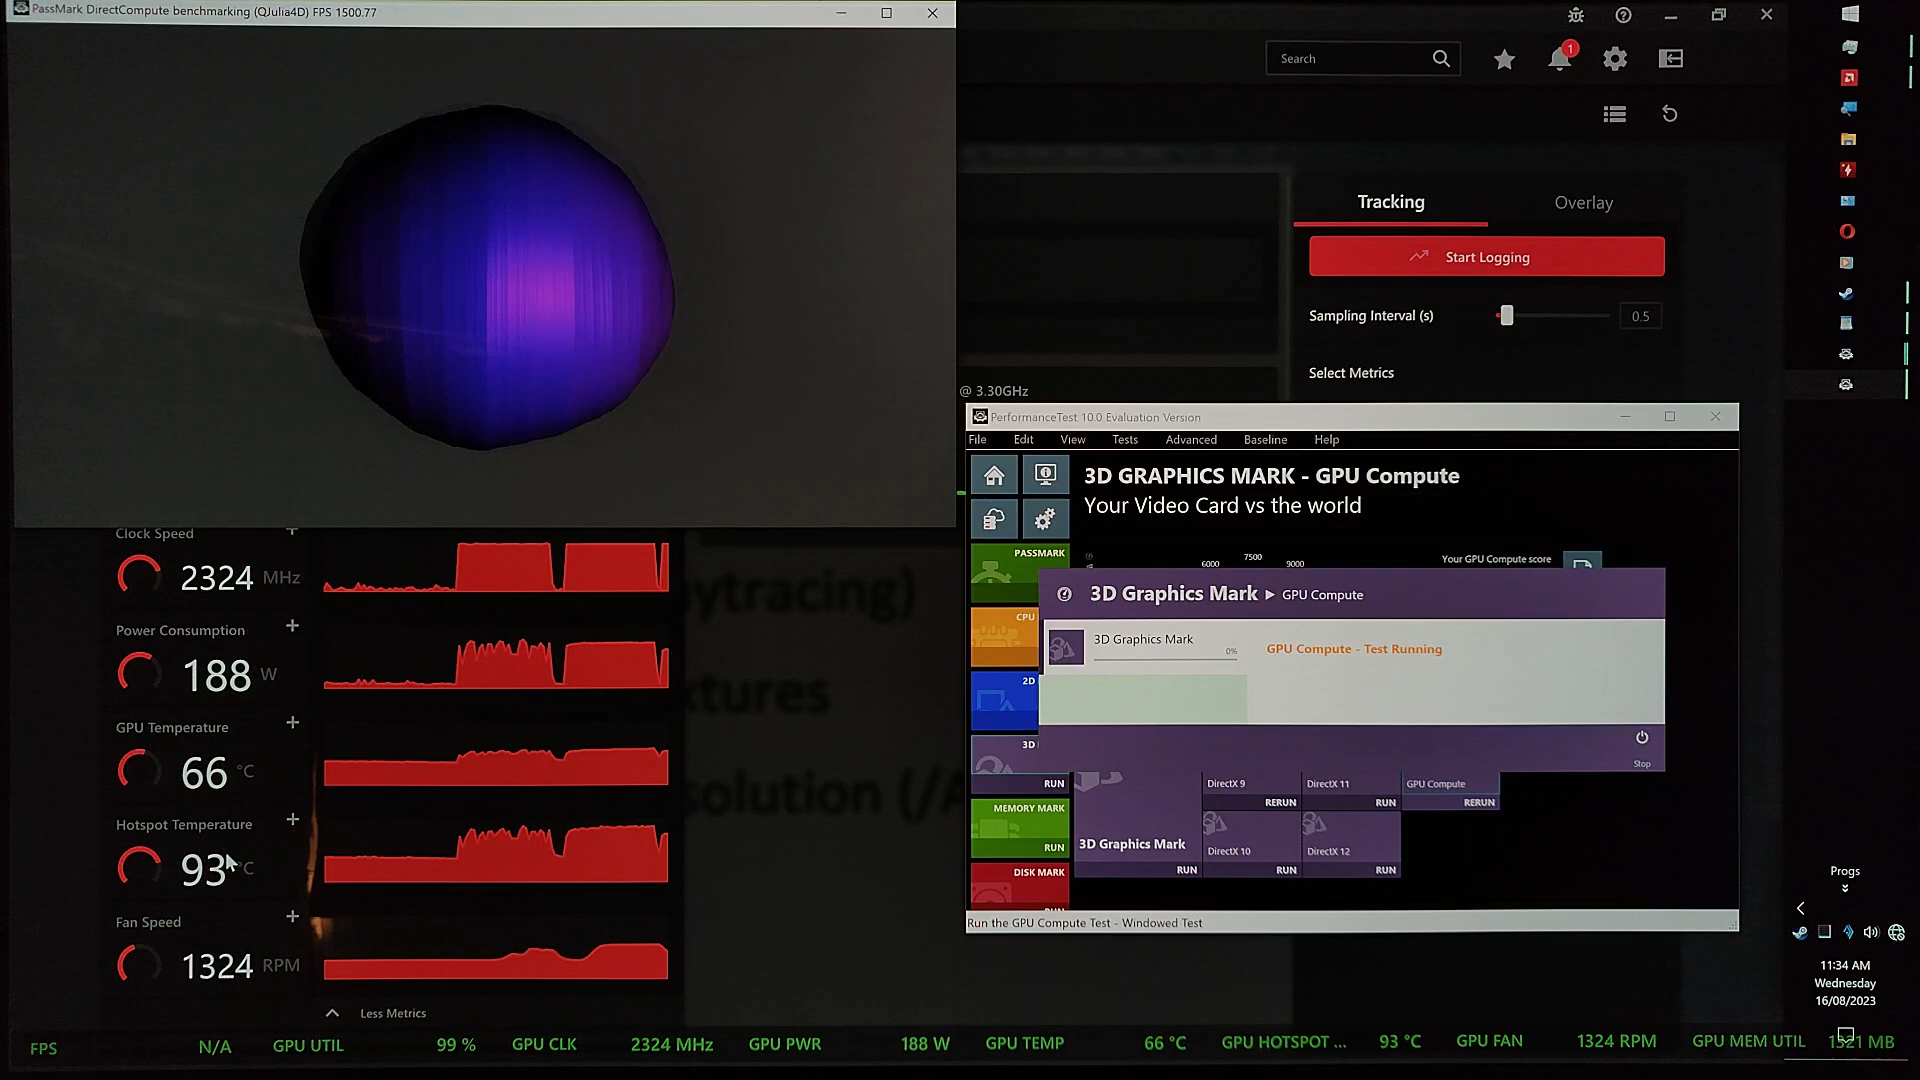 PassMark DirectCompute benchmarking (QJulia4D) FPS 1500.77
Search
1
Tracking
Overlay
Start Logging
Sampling Interval (s)
0.5
Select Metrics
@ 3.30GHz
PerformanceTest 10.0 Evaluation Version
File Edit View Tests Advanced Baseline Help
3D GRAPHICS MARK - GPU Compute
Your Video Card vs the world
PASSMARK
6000
7500
9000
Your GPU Compute score
CPU
2D
3D
RUN
MEMORY MARK
RUN
DISK MARK
3D Graphics Mark ► GPU Compute
3D Graphics Mark
0%
GPU Compute - Test Running
Stop
DirectX 9
RERUN
DirectX 11
RUN
GPU Compute
RERUN
3D Graphics Mark
RUN
DirectX 10
RUN
DirectX 12
RUN
Run the GPU Compute Test - Windowed Test
Clock Speed
2324 MHz
Power Consumption
188 W
GPU Temperature
66 °C
Hotspot Temperature
93 °C
Fan Speed
1324 RPM
Less Metrics
ytracing)
xtures
solution (/A
Progs
11:34 AM
Wednesday
16/08/2023
FPS N/A GPU UTIL 99 % GPU CLK 2324 MHz GPU PWR 188 W GPU TEMP 66 °C GPU HOTSPOT ... 93 °C GPU FAN 1324 RPM GPU MEM UTIL 1321 MB